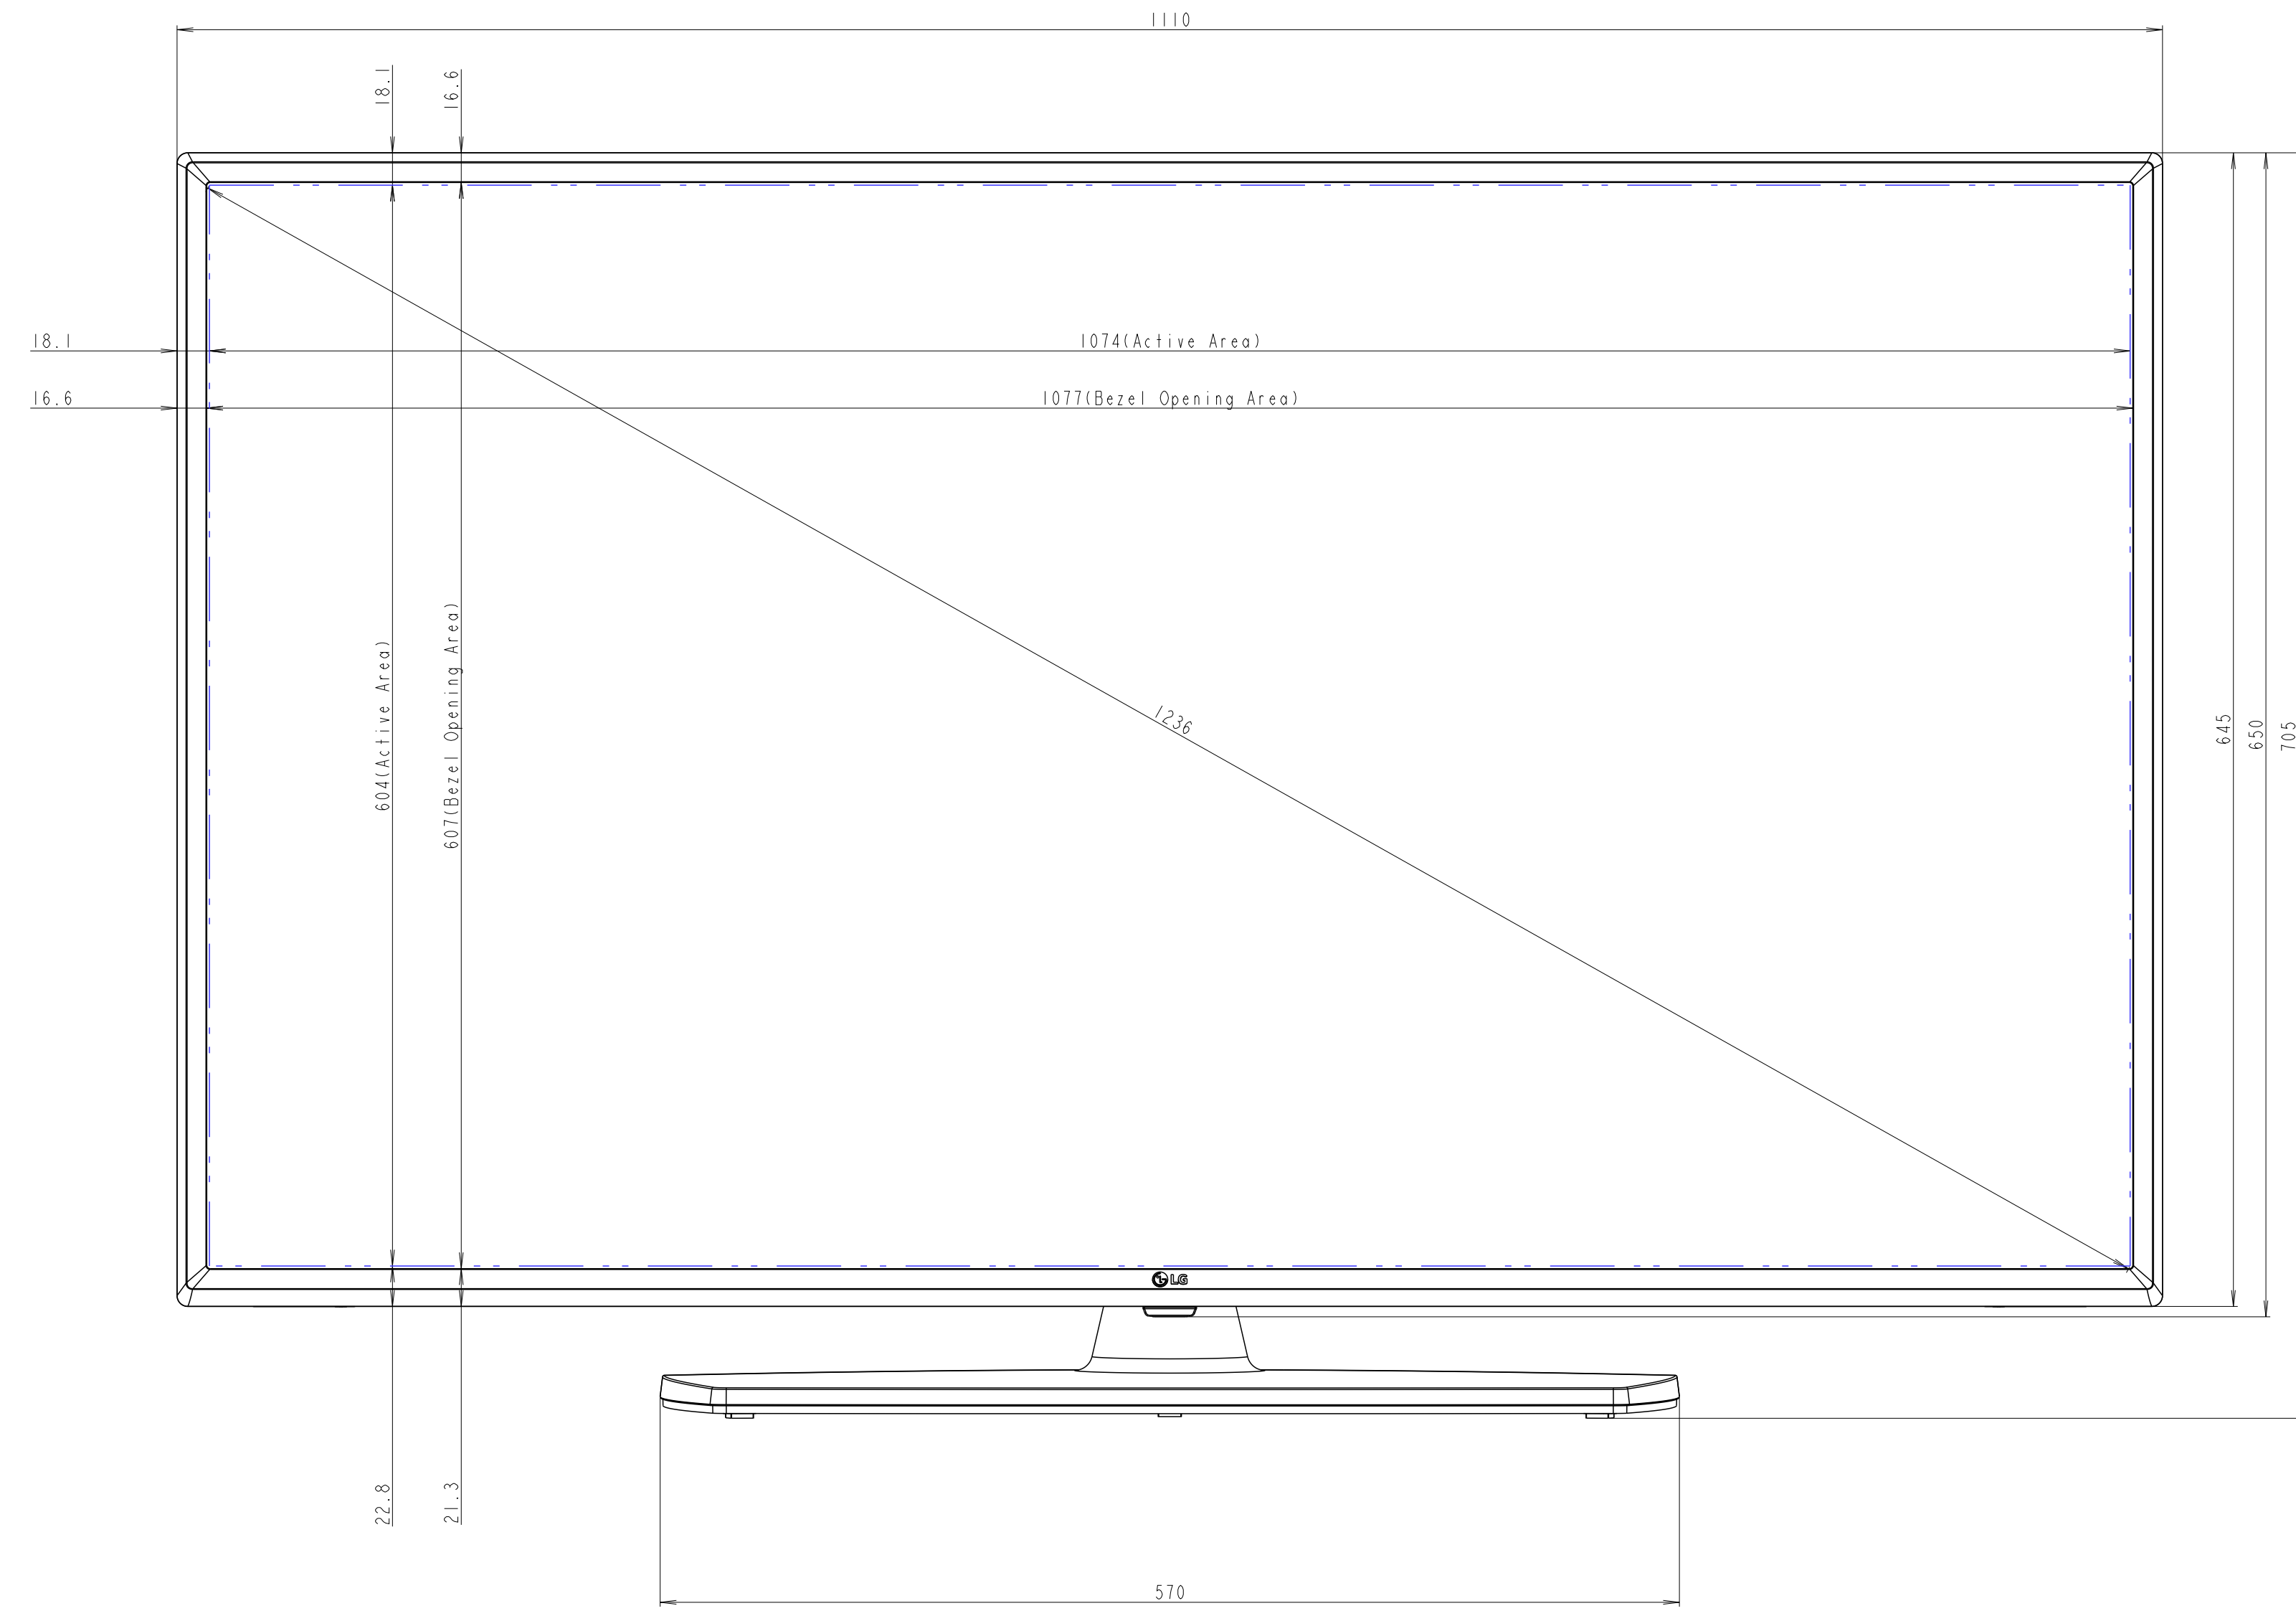 1110
18.1
16.6
18.1
1074(Active Area)
16.6
1077(Bezel Opening Area)
604(Active Area)
607(Bezel Opening Area)
1236
645
650
705
LG
22.8
21.3
570